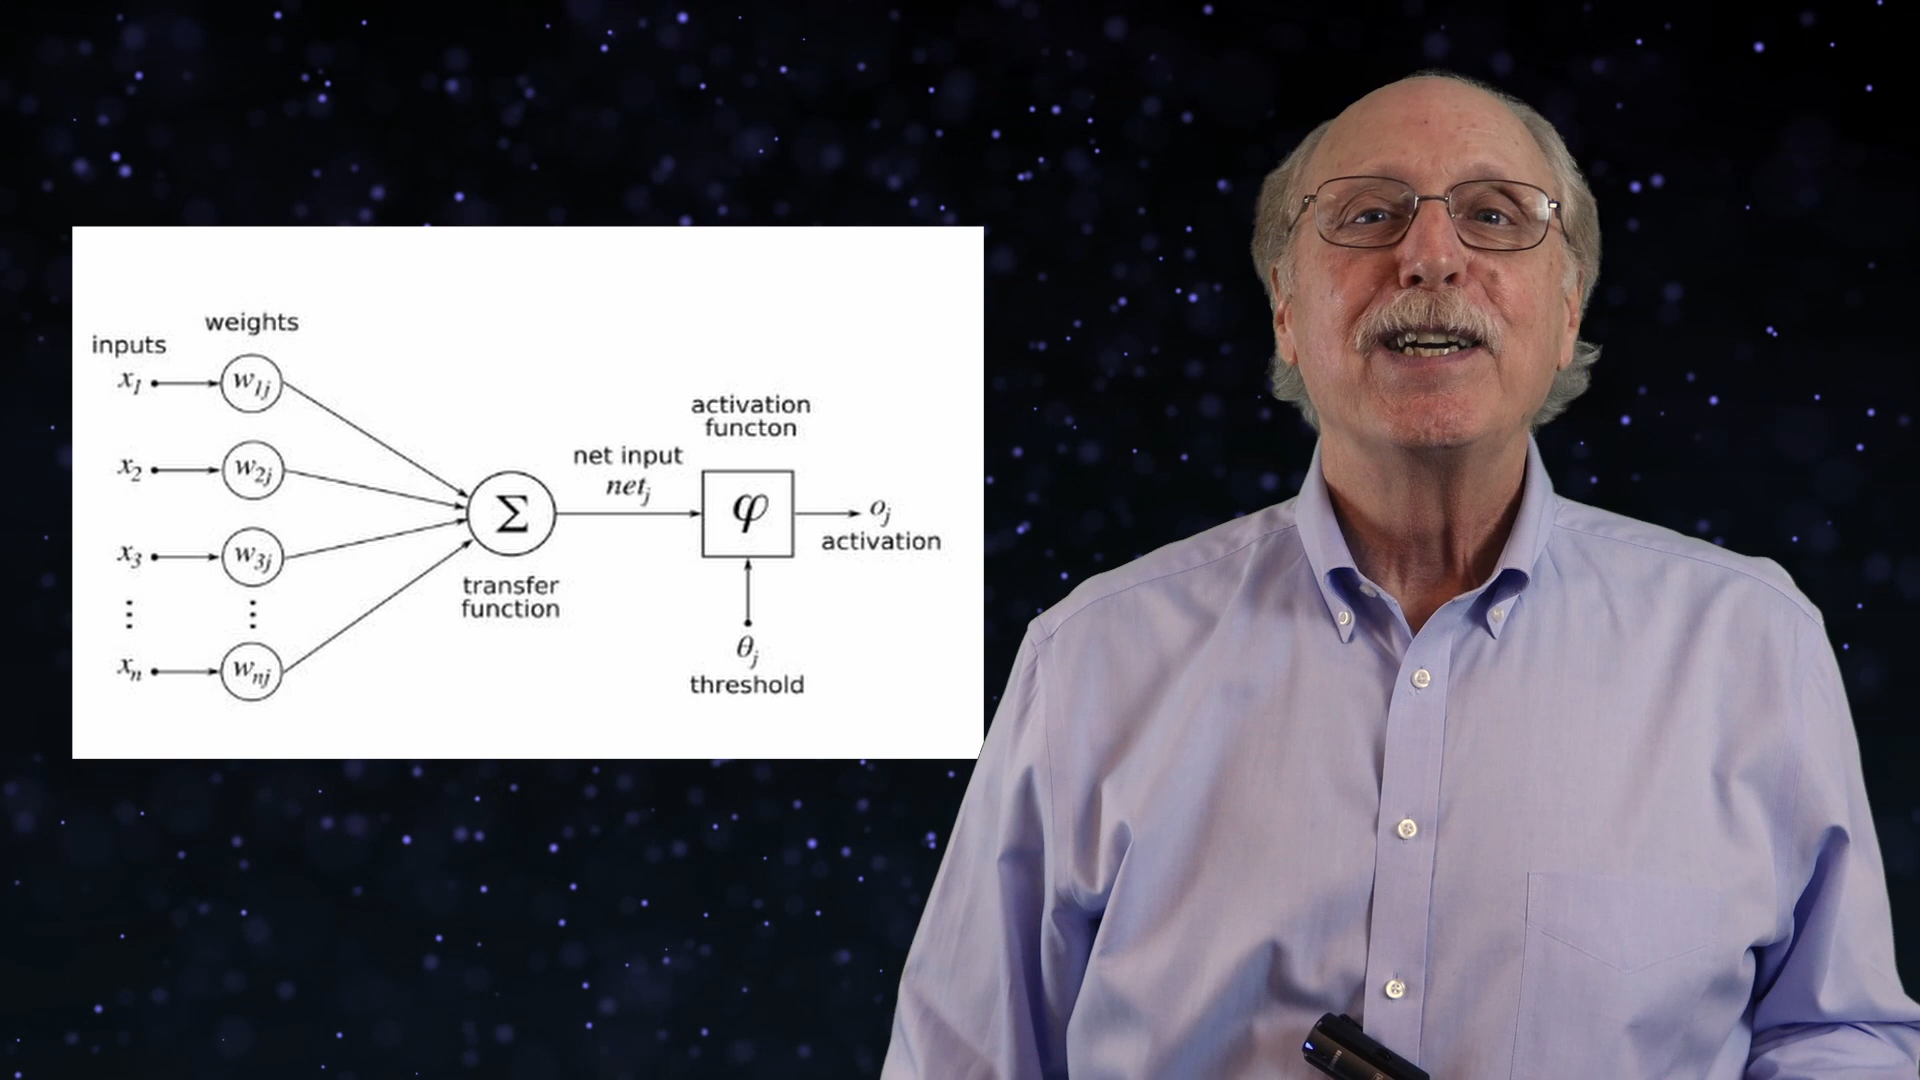 weights
inputs
x1
w1j
x2
w2j
x3
w3j
⋮ ⋮
xn
wnj
Σ
transfer
function
net input
netj
activation
functon
φ
oj
activation
θj
threshold